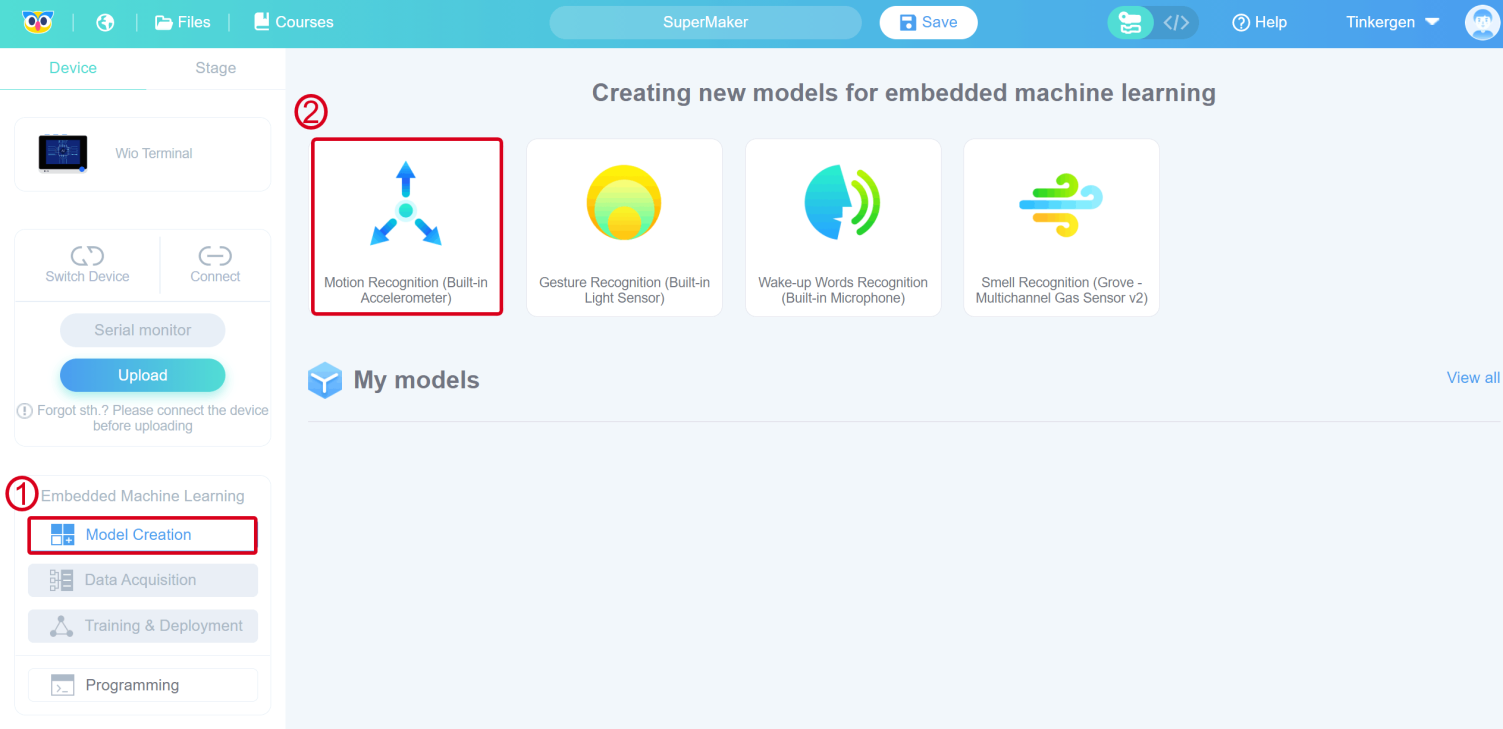 Files
Courses
SuperMaker
Save
</>
Help
Tinkergen
Device
Stage
Wio Terminal
Switch Device
Connect
Serial monitor
Upload
Forgot sth.? Please connect the device
before uploading
① Embedded Machine Learning
Model Creation
Data Acquisition
Training & Deployment
Programming
Creating new models for embedded machine learning
②
Motion Recognition (Built-in
Accelerometer)
Gesture Recognition (Built-in
Light Sensor)
Wake-up Words Recognition
(Built-in Microphone)
Smell Recognition (Grove -
Multichannel Gas Sensor v2)
My models
View all